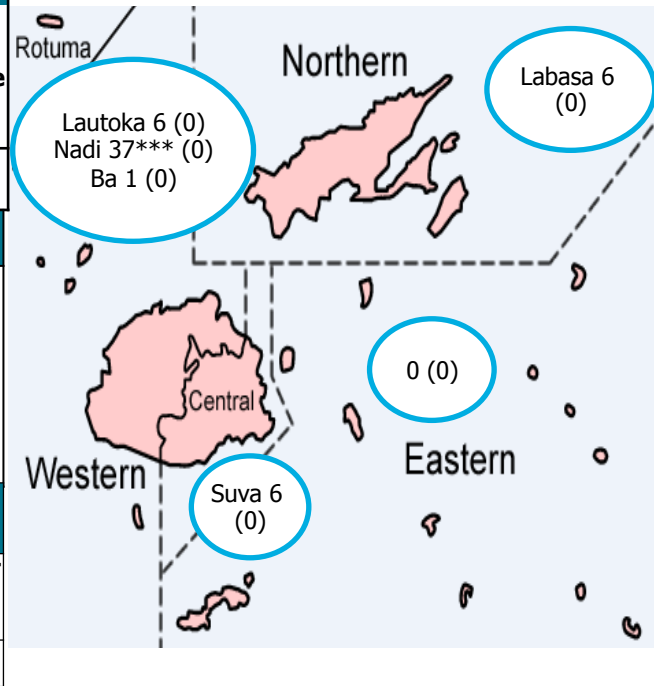 Rotuma
e
Northern
Labasa 6
(0)
Lautoka 6 (0)
Nadi 37*** (0)
Ba 1 (0)
0 (0)
Central
Western
Eastern
Suva 6
(0)